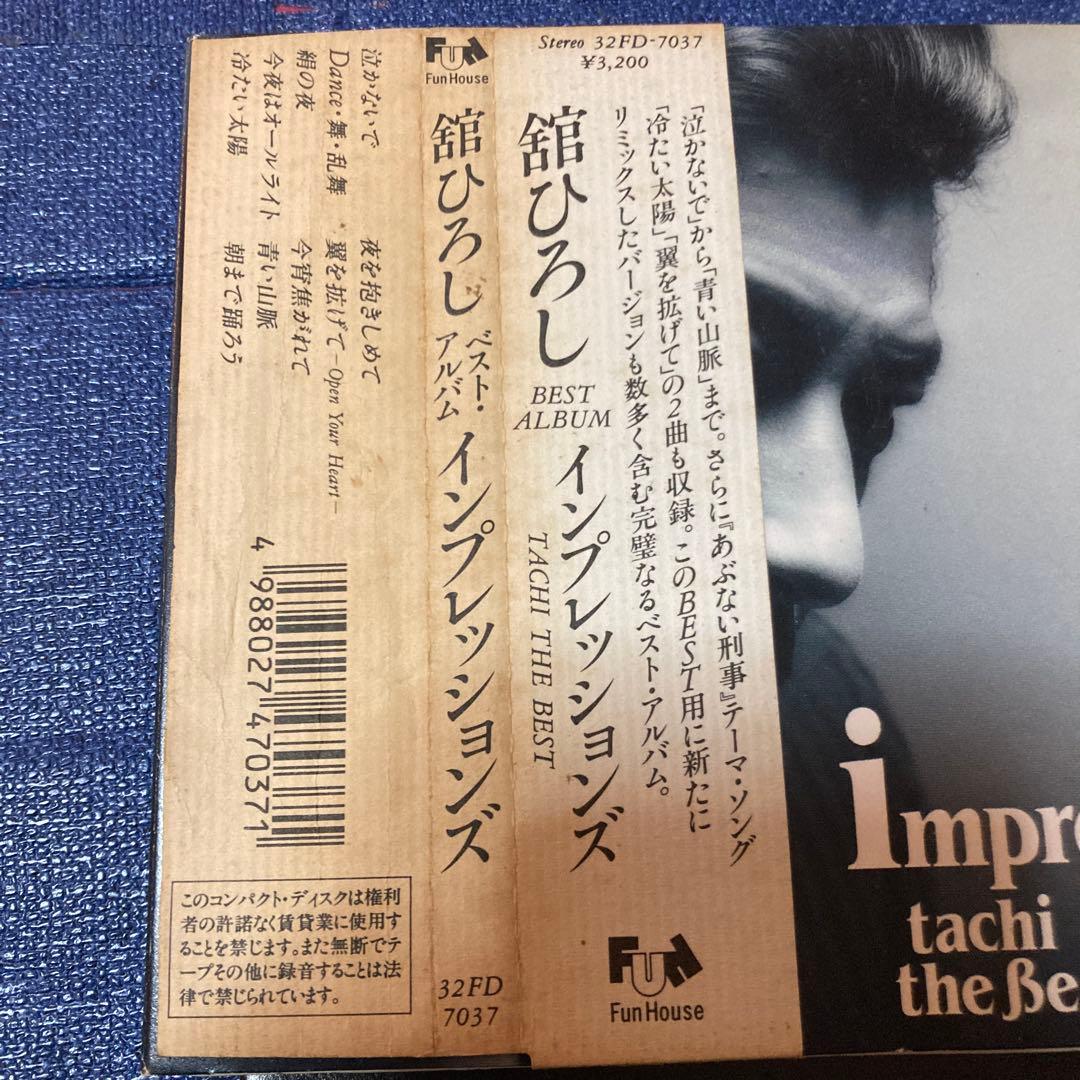 Stereo 32FD-7037
¥3,200
「泣かないで」から「青い山脈」まで。さらに『あぶない刑事』テーマ・ソング
「冷たい太陽」「翼を拡げて」の2曲も収録。このBEST用に新たに
リミックスしたバージョンも数多く含む完璧なるベスト・アルバム。
舘ひろし
BEST
ALBUM
インプレッションズ
TACHI THE BEST
FUN
Fun House
FUN
Fun House
舘ひろし
ベスト・
アルバム
インプレッションズ
32FD
7037
泣かないで
Dance・舞・乱舞
絹の夜
今夜はオールライト
冷たい太陽
夜を抱きしめて
翼を拡げて -Open Your Heart-
今宵焦がれて
青い山脈
朝まで踊ろう
4 988027 470371
このコンパクト・ディスクは権利
者の許諾なく賃貸業に使用す
ることを禁じます。また無断でテ
ープその他に録音することは法
律で禁じられています。
impre
tachi
the Be